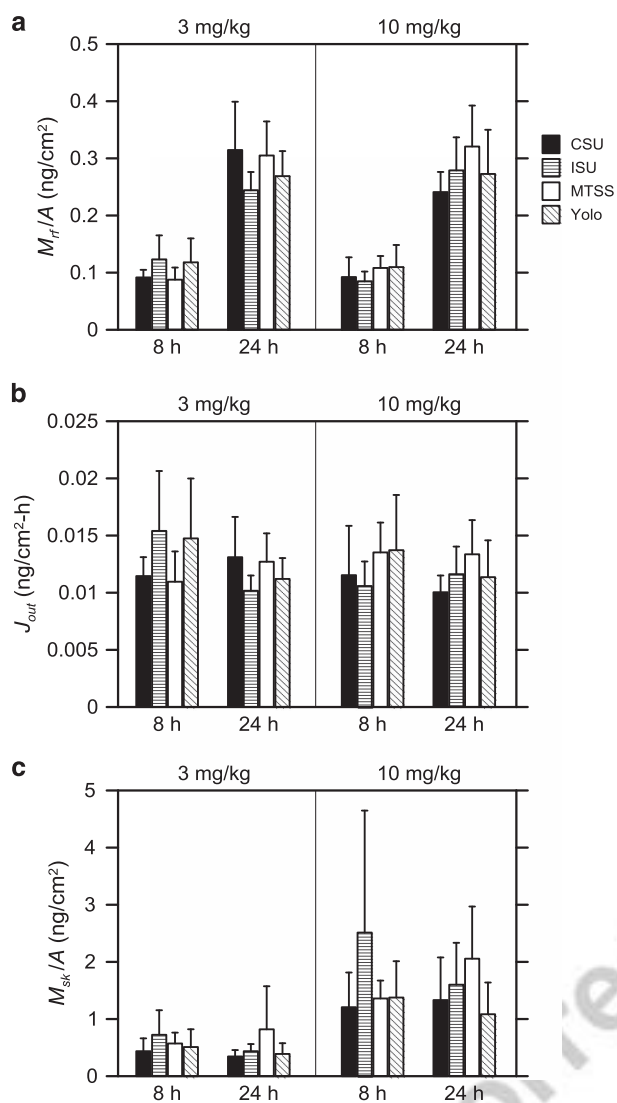 a
3 mg/kg 10 mg/kg
0.5
0.4
0.3
0.2
0.1
0
M_rf/A (ng/cm²)
8 h 24 h 8 h 24 h
CSU
ISU
MTSS
Yolo
b
3 mg/kg 10 mg/kg
0.025
0.02
0.015
0.01
0.005
0
J_out (ng/cm²-h)
8 h 24 h 8 h 24 h
c
3 mg/kg 10 mg/kg
5
4
3
2
1
0
M_sk/A (ng/cm²)
8 h 24 h 8 h 24 h